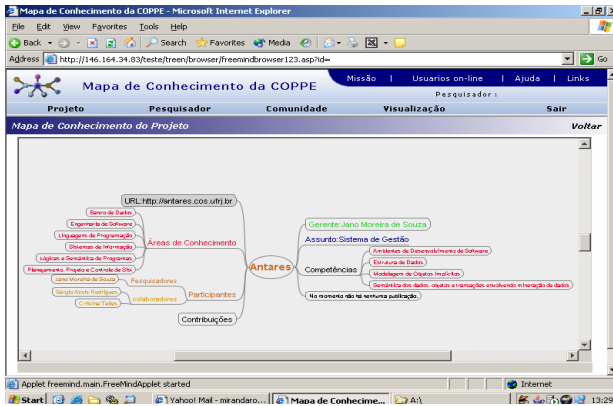 Mapa de Conhecimento da COPPE - Microsoft Internet Explorer
File Edit View Favorites Tools Help
Back Search Favorites Media
Address http://146.164.34.83/teste/treen/browser/freemindbrowser123.asp?id= Go
Mapa de Conhecimento da COPPE
Missão | Usuarios on-line | Ajuda | Links
Pesquisador:
Projeto Pesquisador Comunidade Visualização Sair
Mapa de Conhecimento do Projeto Voltar
URL:http://antares.cos.ufrj.br
Banco de Dados
Engenharia de Software
Linguagens de Programação
Sistemas de Informação
Lógicas e Semântica de Programas
Planejamento, Projeto e Controle de Sist
Áreas de Conhecimento
Jano Moreira de Souza
Pesquisadores
Sérgio Assis Rodrigues
Cristina Telles
colaboradores
Participantes
Contribuições
Antares
Gerente:Jano Moreira de Souza
Assunto:Sistema de Gestão
Competências
Ambientes de Desenvolvimento de Software
Estrutura de Dados
Modelagem de Objetos Implícitas
Semântica dos dados, objetos e transações envolvendo mineração de dados
No momento não há nenhuma publicação.
Applet freemind.main.FreeMindApplet started
Internet
Start
Yahoo! Mail - mirandaro...
Mapa de Conhecime...
A:\
13:29